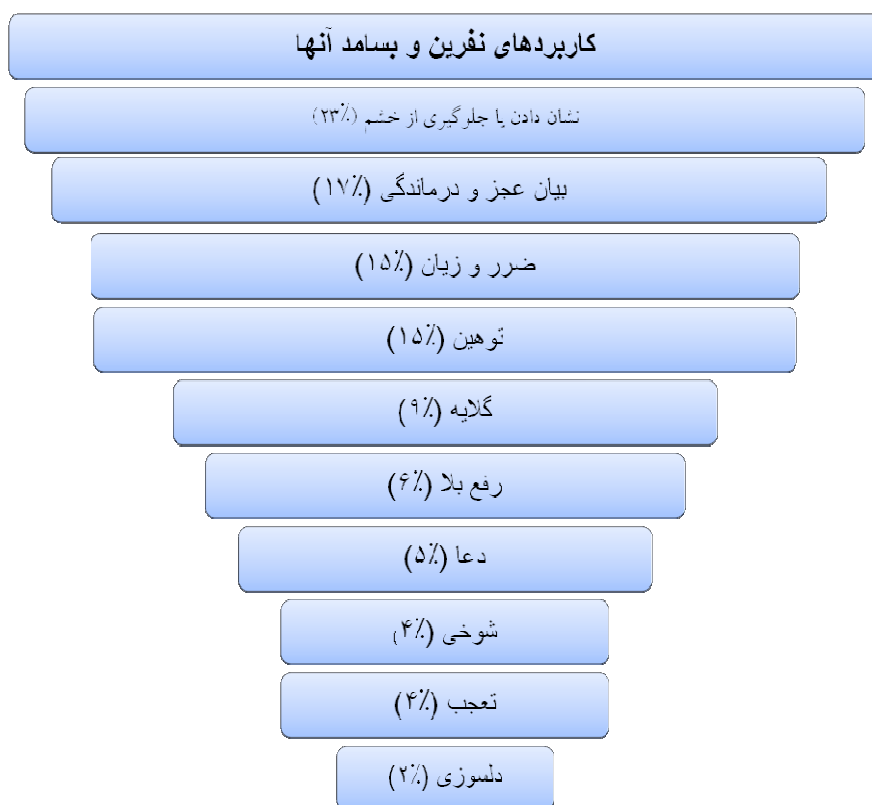 کاربردهای نفرین و بسامد آنها
نشان دادن یا جلوگیری از خشم (۲۳٪)
بیان عجز و درماندگی (۱۷٪)
ضرر و زیان (۱۵٪)
توهین (۱۵٪)
گلایه (۹٪)
رفع بلا (۶٪)
دعا (۵٪)
شوخی (۴٪)
تعجب (۴٪)
دلسوزی (۲٪)